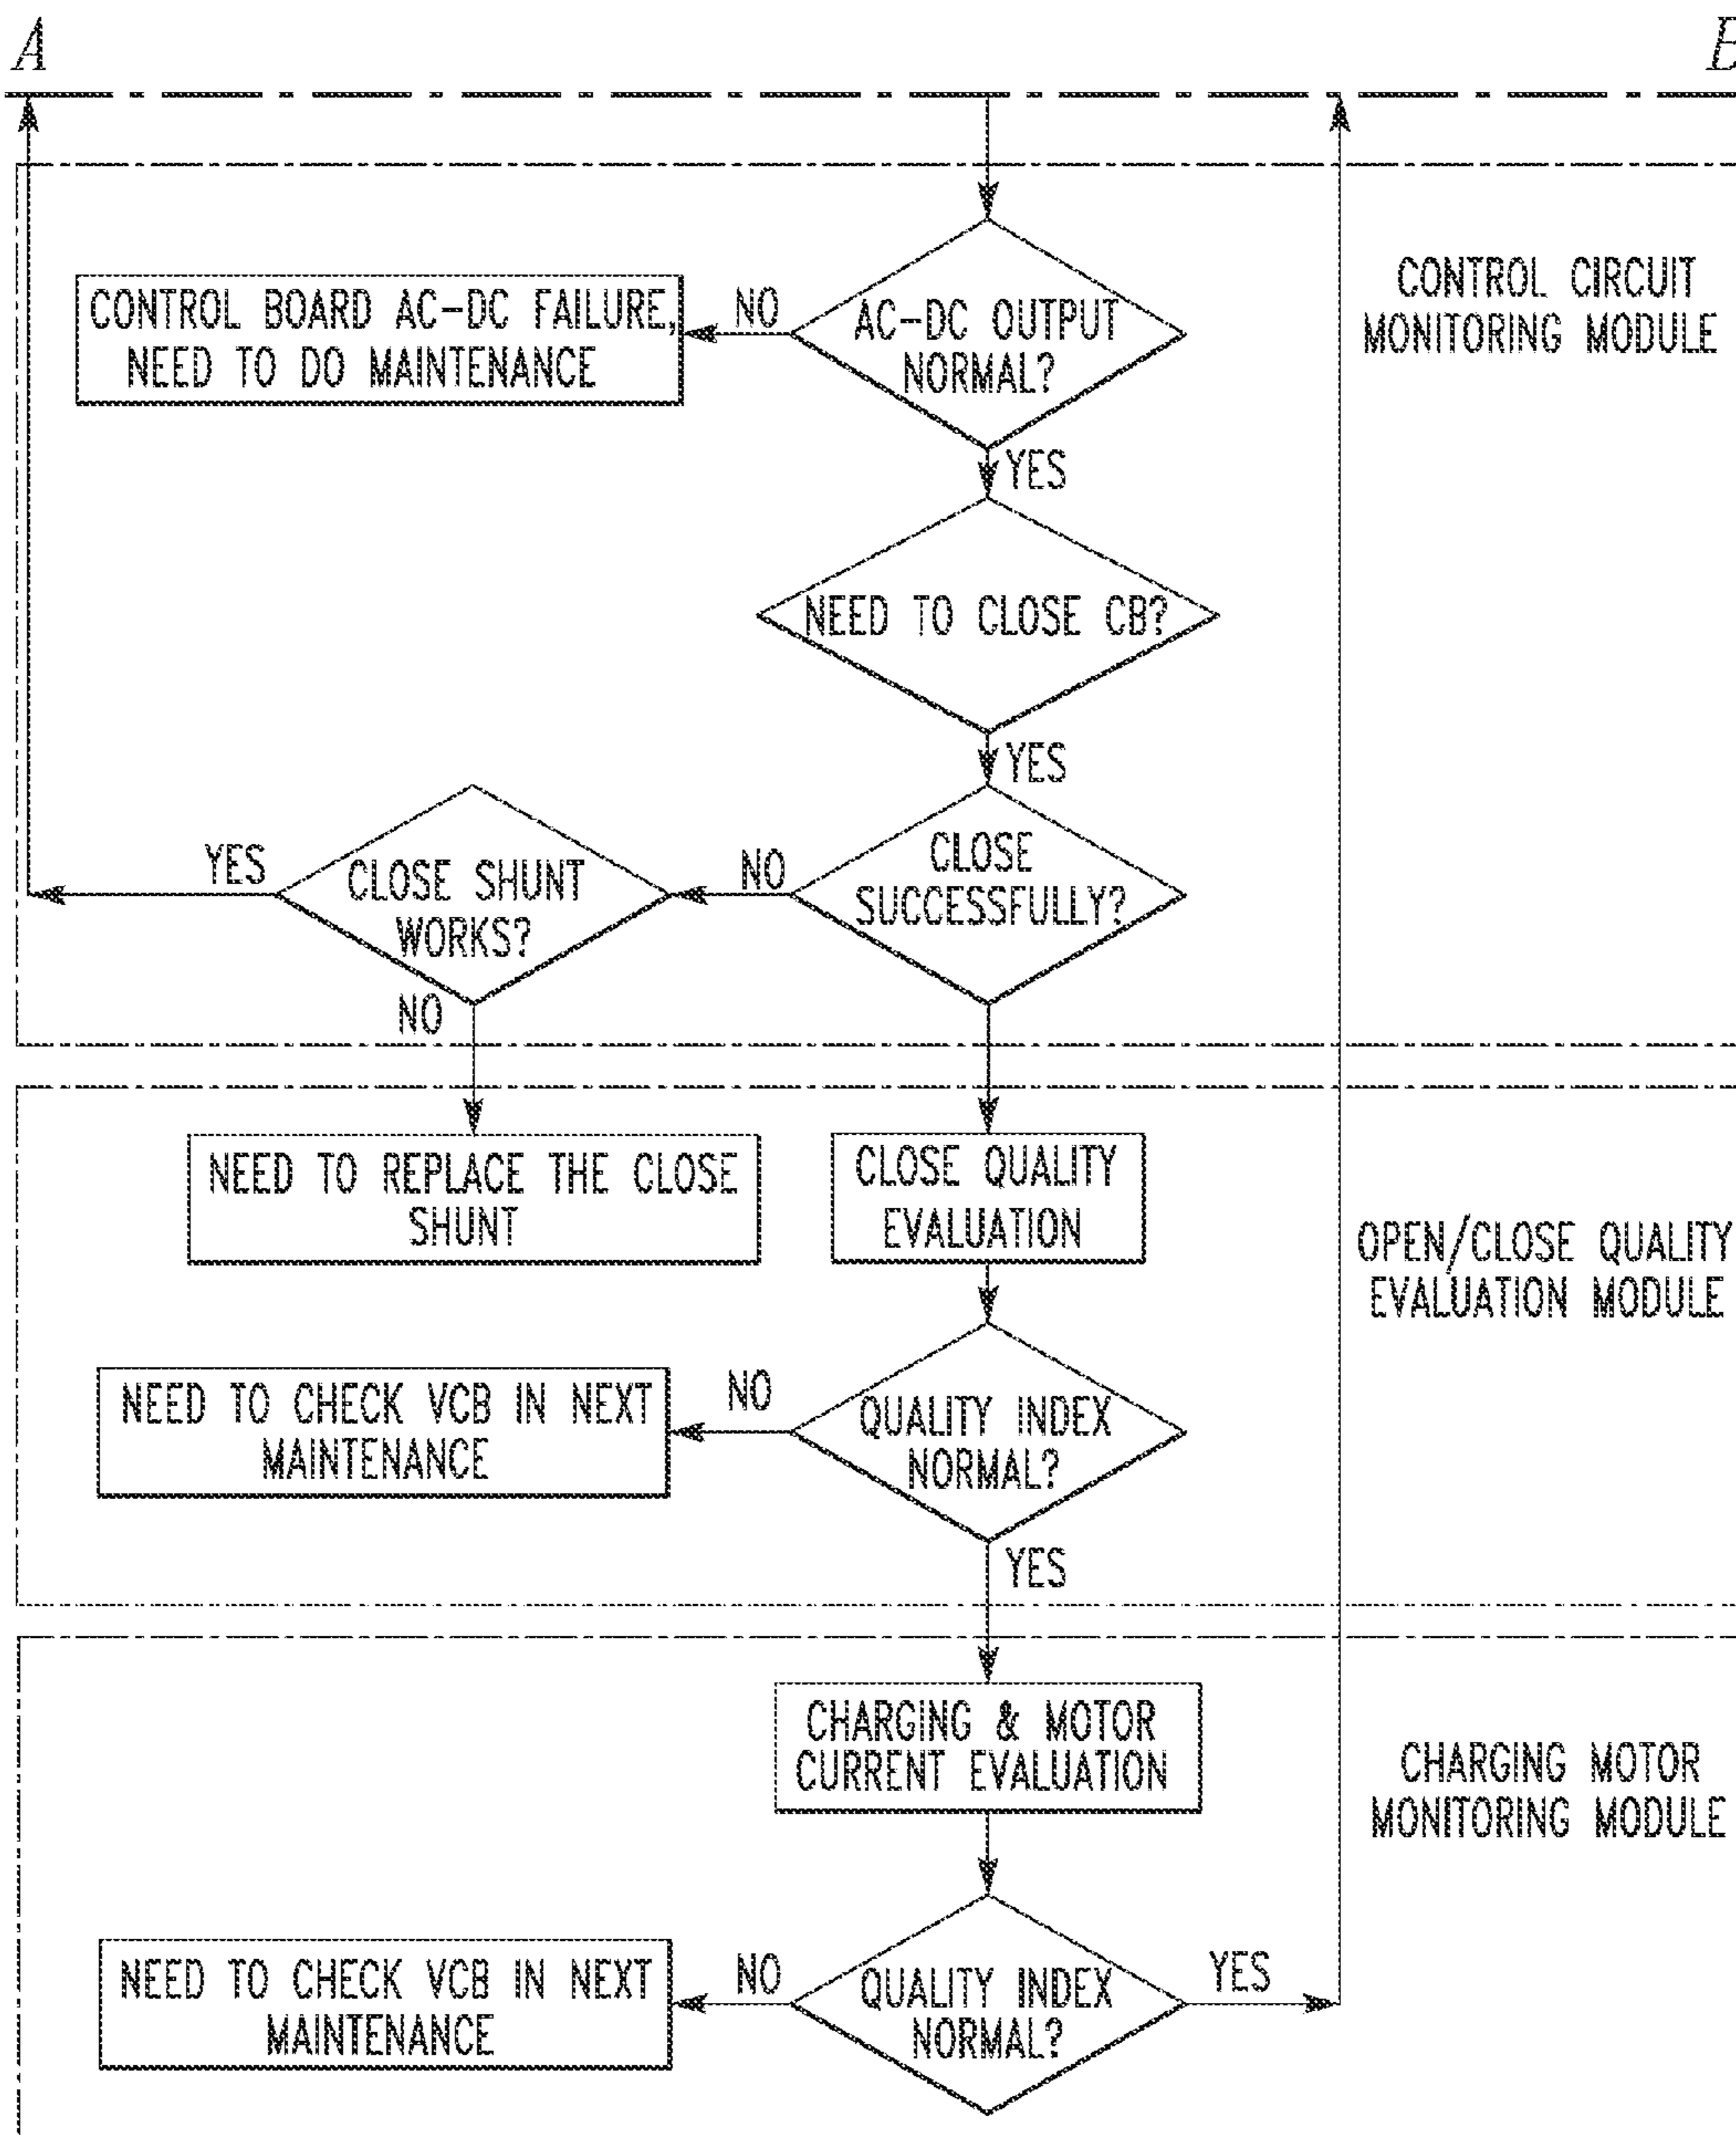 A
B
CONTROL CIRCUIT
MONITORING MODULE
CONTROL BOARD AC-DC FAILURE,
NEED TO DO MAINTENANCE
NO
AC-DC OUTPUT
NORMAL?
YES
NEED TO CLOSE CB?
YES
YES
CLOSE SHUNT
WORKS?
NO
CLOSE
SUCCESSFULLY?
NO
NEED TO REPLACE THE CLOSE
SHUNT
CLOSE QUALITY
EVALUATION
OPEN/CLOSE QUALITY
EVALUATION MODULE
NEED TO CHECK VCB IN NEXT
MAINTENANCE
NO
QUALITY INDEX
NORMAL?
YES
CHARGING & MOTOR
CURRENT EVALUATION
CHARGING MOTOR
MONITORING MODULE
NEED TO CHECK VCB IN NEXT
MAINTENANCE
NO
QUALITY INDEX
NORMAL?
YES